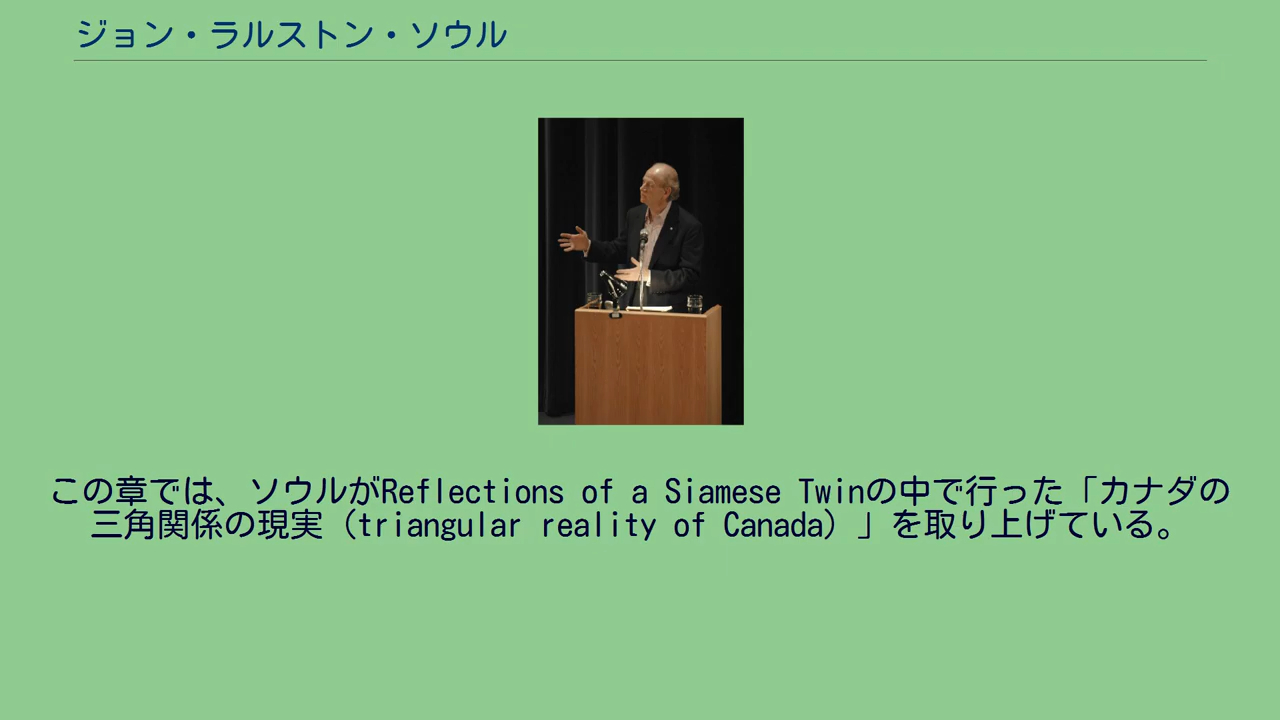 ジョン・ラルストン・ソウル
この章では、ソウルがReflections of a Siamese Twinの中で行った「カナダの
三角関係の現実（triangular reality of Canada）」を取り上げている。